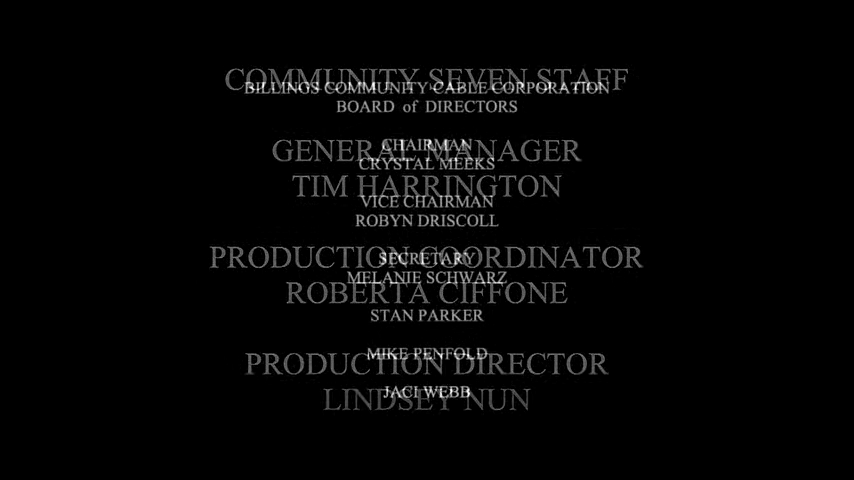 COMMUNITY SEVEN STAFF
GENERAL MANAGER
TIM HARRINGTON
PRODUCTION COORDINATOR
ROBERTA CIFFONE
PRODUCTION DIRECTOR
LINDSEY NUN
BILLINGS COMMUNITY CABLE CORPORATION
BOARD of DIRECTORS
CHAIRMAN
CRYSTAL MEEKS
VICE CHAIRMAN
ROBYN DRISCOLL
SECRETARY
MELANIE SCHWARZ
STAN PARKER
MIKE PENFOLD
JACI WEBB